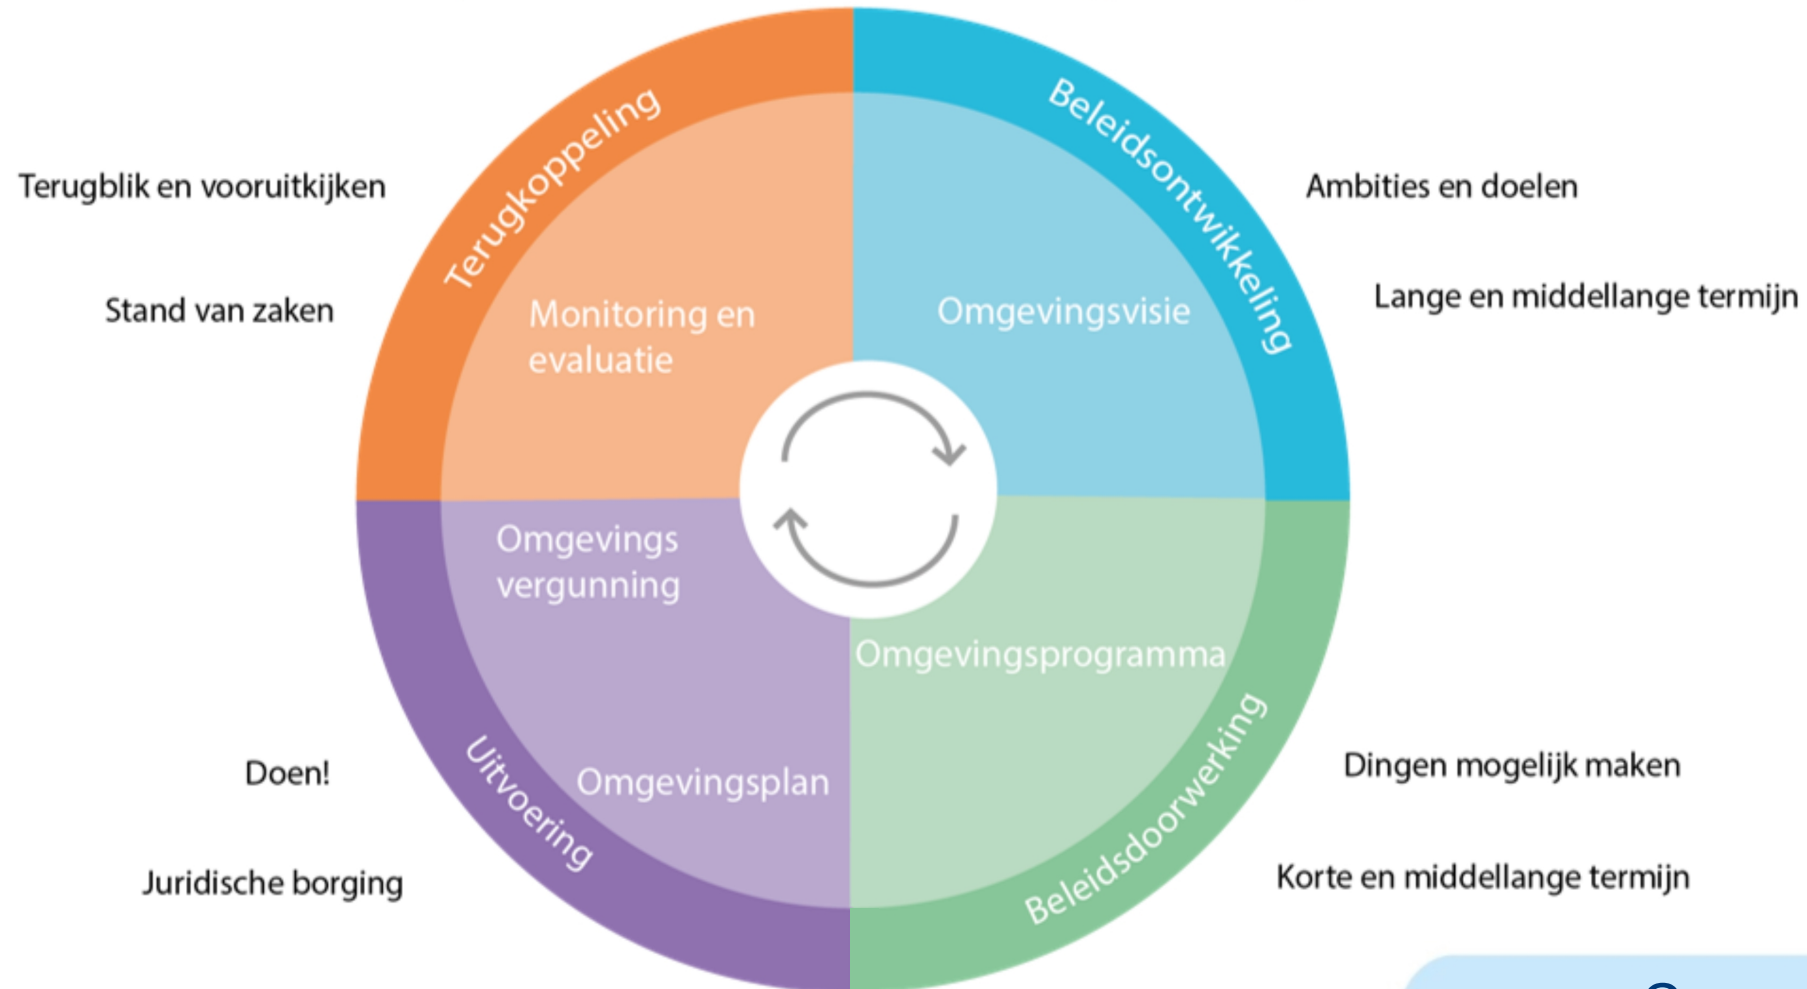 Terugkoppeling
Beleidsontwikkeling
Terugblik en vooruitkijken
Ambities en doelen
Stand van zaken
Lange en middellange termijn
Monitoring en
evaluatie
Omgevingsvisie
Omgevings
vergunning
Omgevingsprogramma
Omgevingsplan
Uitvoering
Beleidsdoorwerking
Doen!
Dingen mogelijk maken
Juridische borging
Korte en middellange termijn